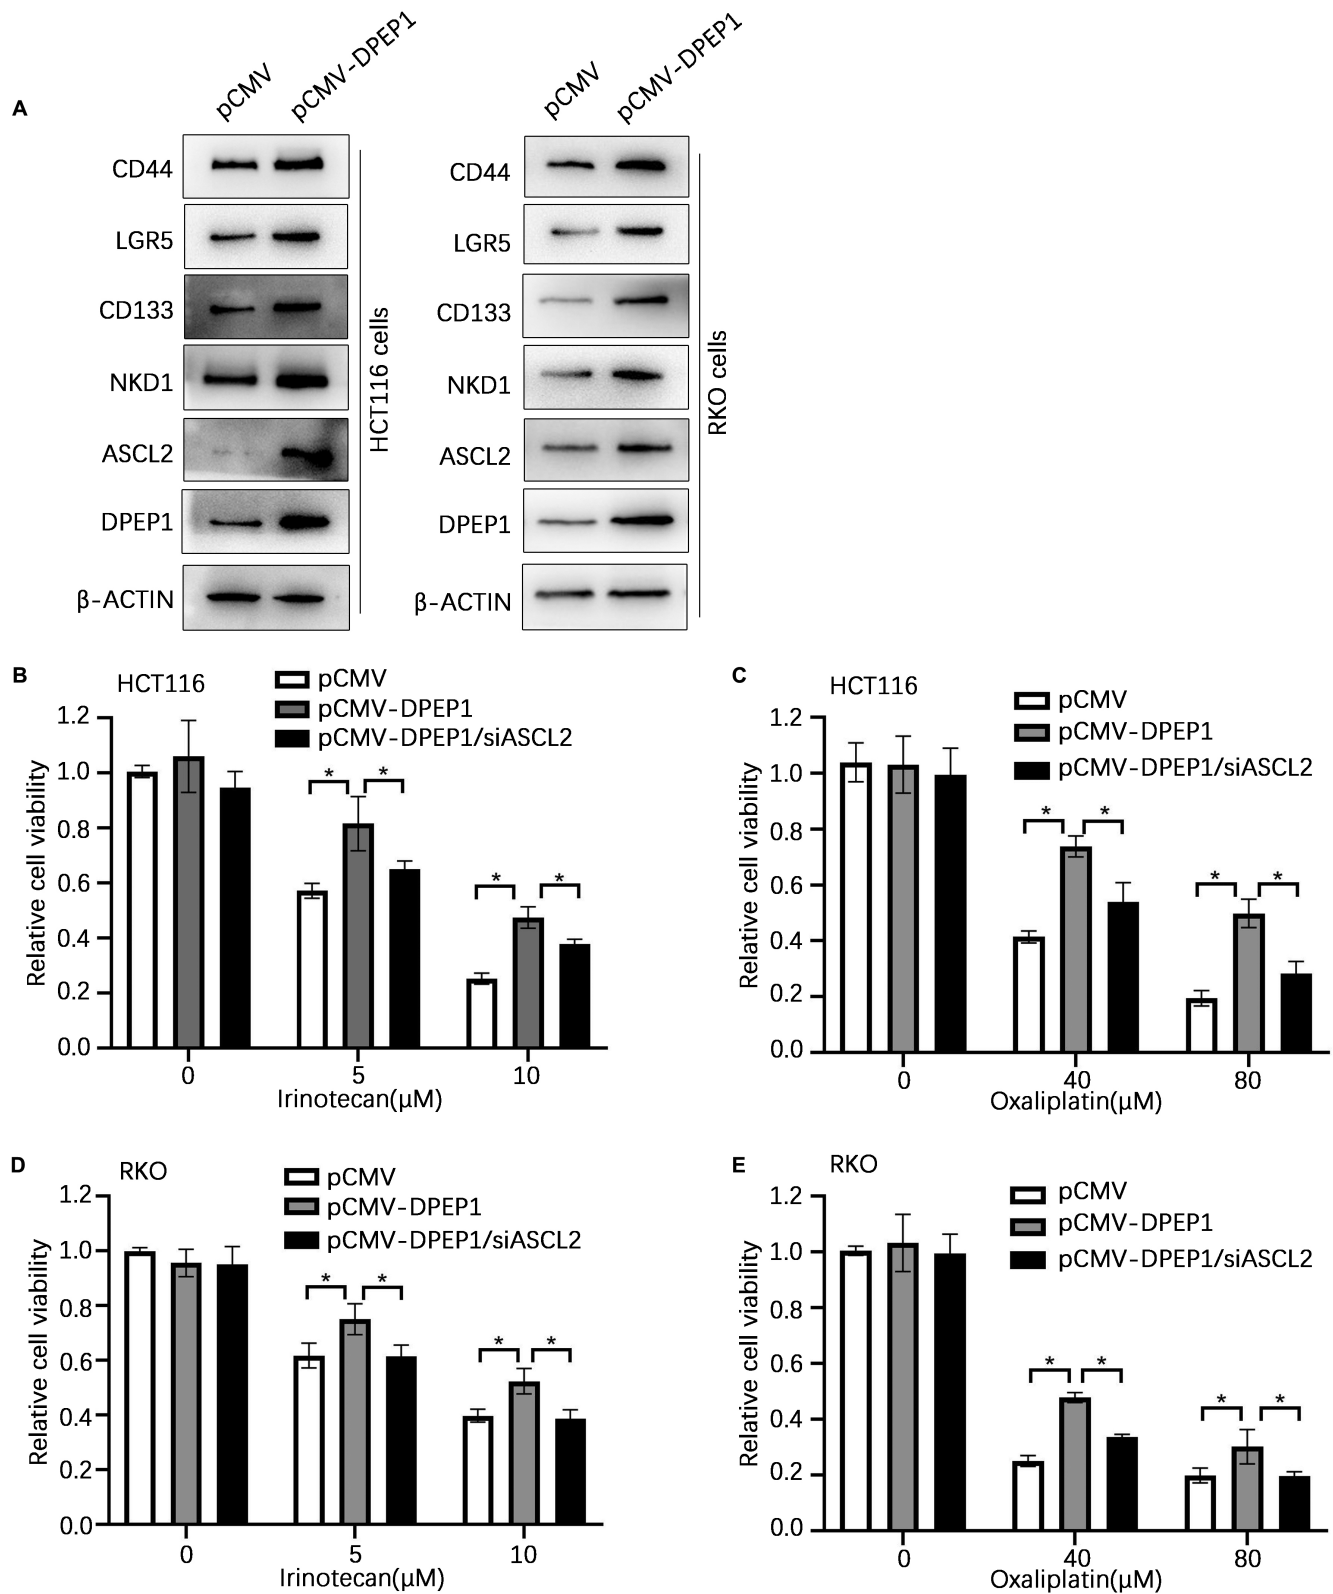 A
pCMV
pCMV-DPEP1
pCMV
pCMV-DPEP1
CD44
LGR5
CD133
NKD1
ASCL2
DPEP1
β-ACTIN
HCT116 cells
CD44
LGR5
CD133
NKD1
ASCL2
DPEP1
β-ACTIN
RKO cells
B
HCT116
pCMV
pCMV-DPEP1
pCMV-DPEP1/siASCL2
Relative cell viability
1.2
1.0
0.8
0.6
0.4
0.2
0.0
* *
* *
0 5 10
Irinotecan(μM)
C
HCT116
pCMV
pCMV-DPEP1
pCMV-DPEP1/siASCL2
Relative cell viability
1.2
1.0
0.8
0.6
0.4
0.2
0.0
* *
* *
0 40 80
Oxaliplatin(μM)
D
RKO
pCMV
pCMV-DPEP1
pCMV-DPEP1/siASCL2
Relative cell viability
1.2
1.0
0.8
0.6
0.4
0.2
0.0
* *
* *
0 5 10
Irinotecan(μM)
E
RKO
pCMV
pCMV-DPEP1
pCMV-DPEP1/siASCL2
Relative cell viability
1.2
1.0
0.8
0.6
0.4
0.2
0.0
* *
* *
0 40 80
Oxaliplatin(μM)